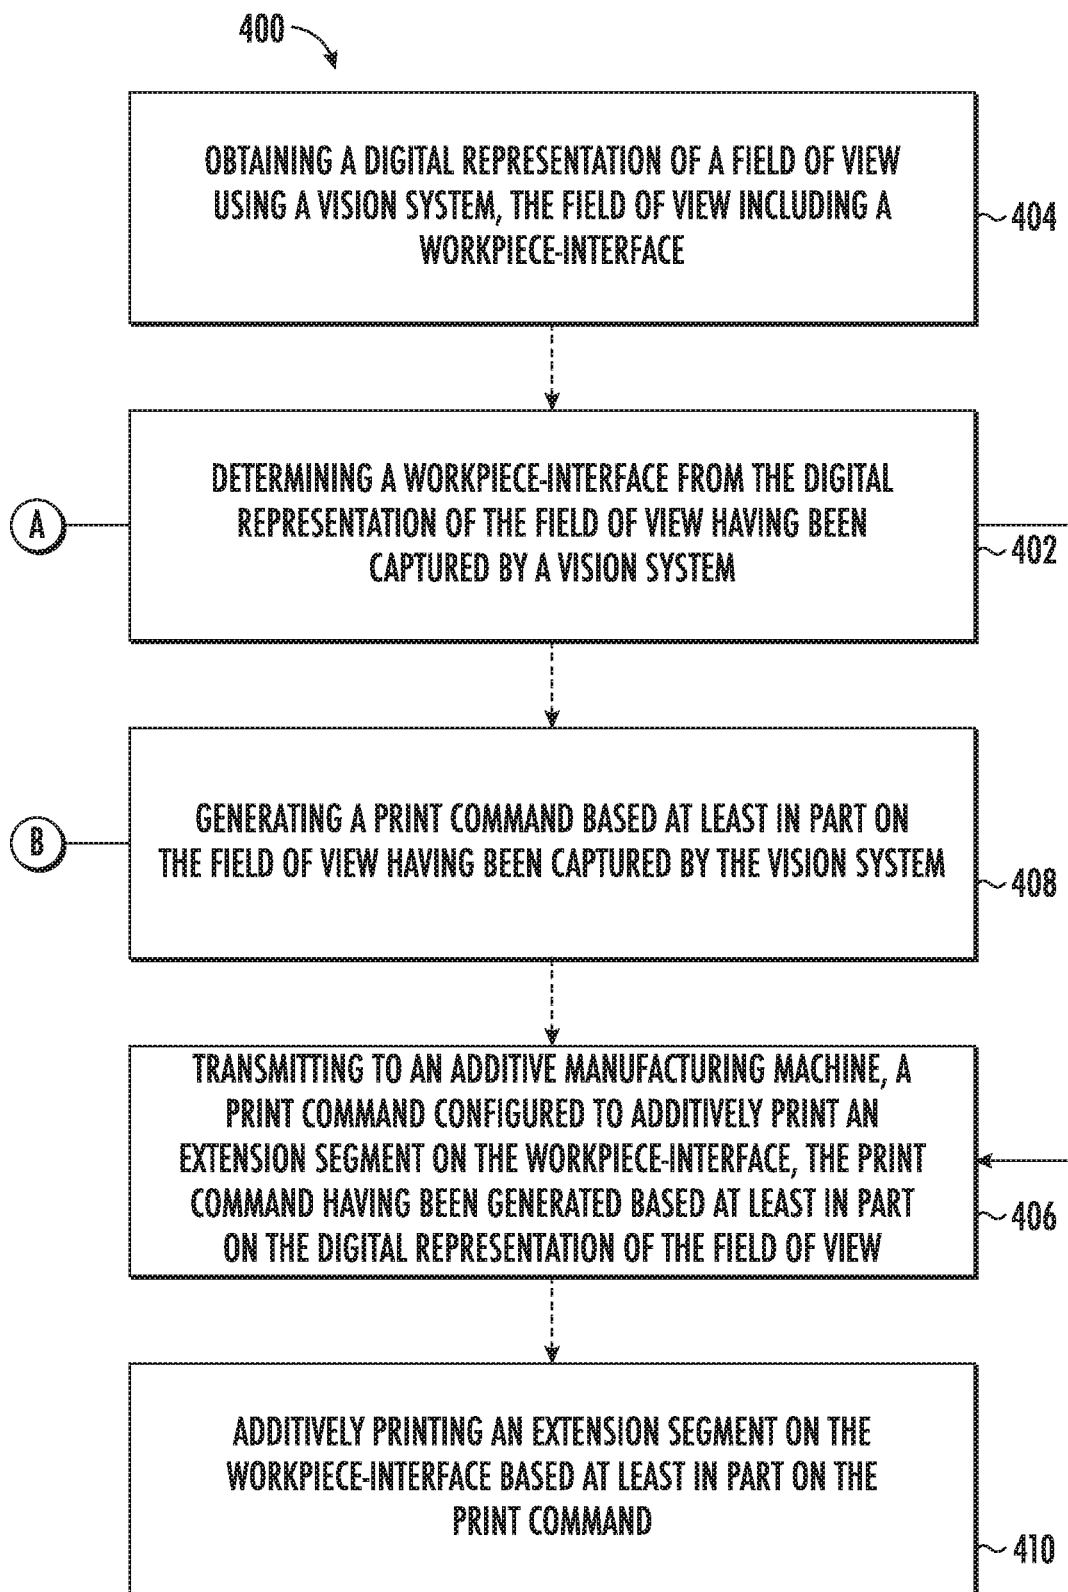 400
OBTAINING A DIGITAL REPRESENTATION OF A FIELD OF VIEW
USING A VISION SYSTEM, THE FIELD OF VIEW INCLUDING A
WORKPIECE-INTERFACE
404
DETERMINING A WORKPIECE-INTERFACE FROM THE DIGITAL
REPRESENTATION OF THE FIELD OF VIEW HAVING BEEN
CAPTURED BY A VISION SYSTEM
A
402
GENERATING A PRINT COMMAND BASED AT LEAST IN PART ON
THE FIELD OF VIEW HAVING BEEN CAPTURED BY THE VISION SYSTEM
B
408
TRANSMITTING TO AN ADDITIVE MANUFACTURING MACHINE, A
PRINT COMMAND CONFIGURED TO ADDITIVELY PRINT AN
EXTENSION SEGMENT ON THE WORKPIECE-INTERFACE, THE PRINT
COMMAND HAVING BEEN GENERATED BASED AT LEAST IN PART
ON THE DIGITAL REPRESENTATION OF THE FIELD OF VIEW
406
ADDITIVELY PRINTING AN EXTENSION SEGMENT ON THE
WORKPIECE-INTERFACE BASED AT LEAST IN PART ON THE
PRINT COMMAND
410